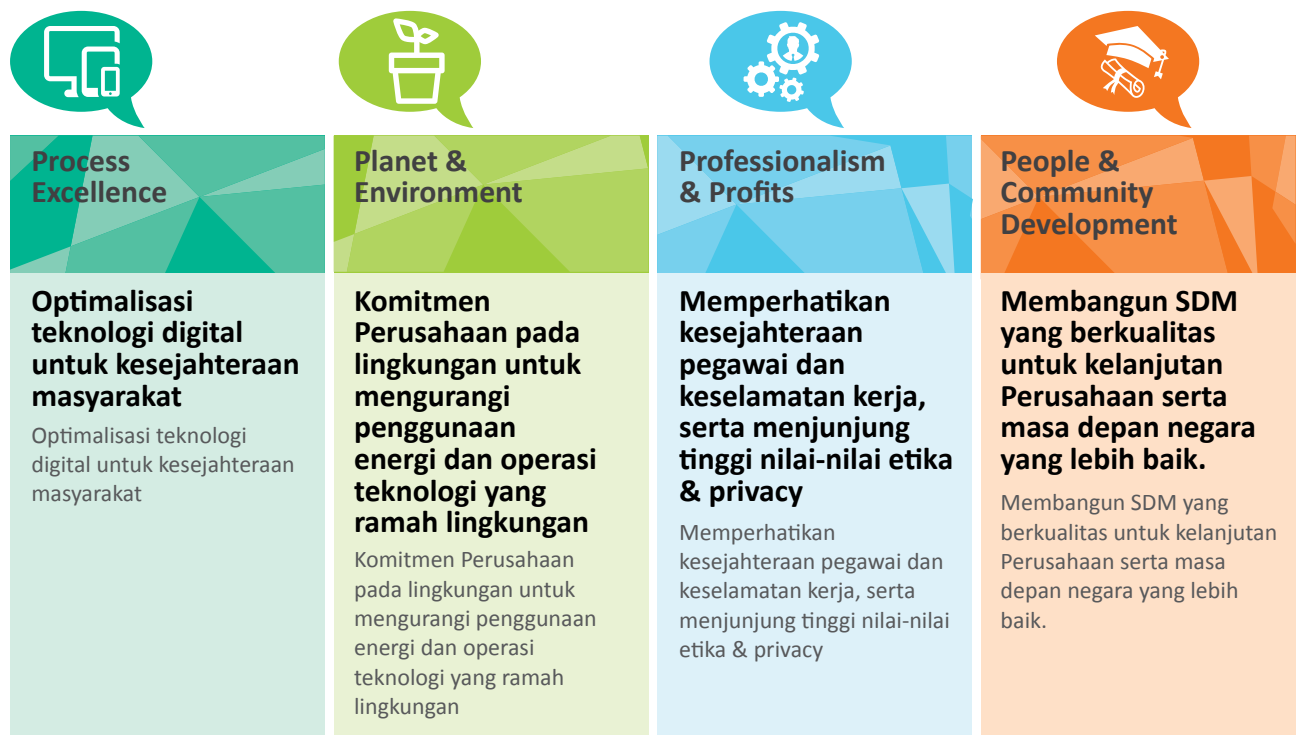 Process
Excellence
Optimalisasi
teknologi digital
untuk kesejahteraan
masyarakat
Optimalisasi teknologi
digital untuk kesejahteraan
masyarakat
Planet &
Environment
Komitmen
Perusahaan pada
lingkungan untuk
mengurangi
penggunaan
energi dan operasi
teknologi yang
ramah lingkungan
Komitmen Perusahaan
pada lingkungan untuk
mengurangi penggunaan
energi dan operasi
teknologi yang ramah
lingkungan
Professionalism
& Profits
Memperhatikan
kesejahteraan
pegawai dan
keselamatan kerja,
serta menjunjung
tinggi nilai-nilai etika
& privacy
Memperhatikan
kesejahteraan pegawai dan
keselamatan kerja, serta
menjunjung tinggi nilai-nilai
etika & privacy
People &
Community
Development
Membangun SDM
yang berkualitas
untuk kelanjutan
Perusahaan serta
masa depan negara
yang lebih baik.
Membangun SDM yang
berkualitas untuk kelanjutan
Perusahaan serta masa
depan negara yang lebih
baik.